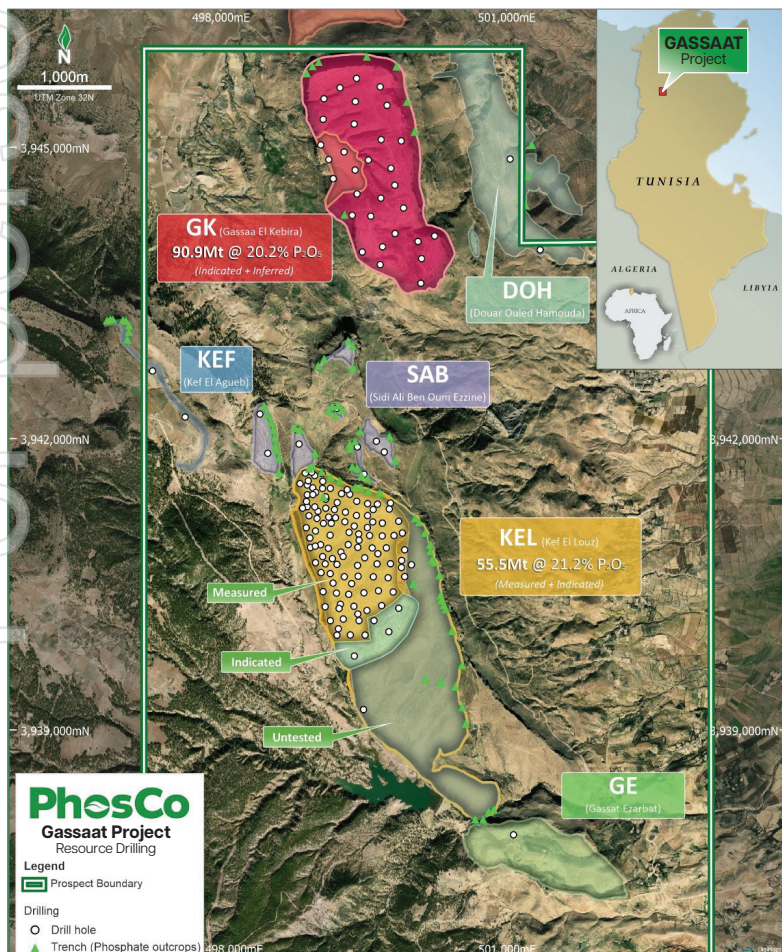 498,000mE
501,000mE
N
1,000m
UTM Zone 32N
GASSAAT
Project
3,945,000mN
TUNISIA
ALGERIA
LIBYIA
AFRICA
GK (Gassaa El Kebira)
90.9Mt @ 20.2% P₂O₅
(Indicated + Inferred)
DOH
(Douar Ouled Hamouda)
KEF
(Kef El Agueb)
SAB
(Sidi Ali Ben Oum Ezzine)
3,942,000mN
3,942,000mN
KEL (Kef El Louz)
55.5Mt @ 21.2% P₂O₅
(Measured + Indicated)
Measured
Indicated
Untested
3,939,000mN
3,939,000mN
GE
(Gassat Ezarbat)
PhosCo
Gassaat Project
Resource Drilling
Legend
Prospect Boundary
Drilling
Drill hole
Trench (Phosphate outcrops)
498,000mE
501,000mE